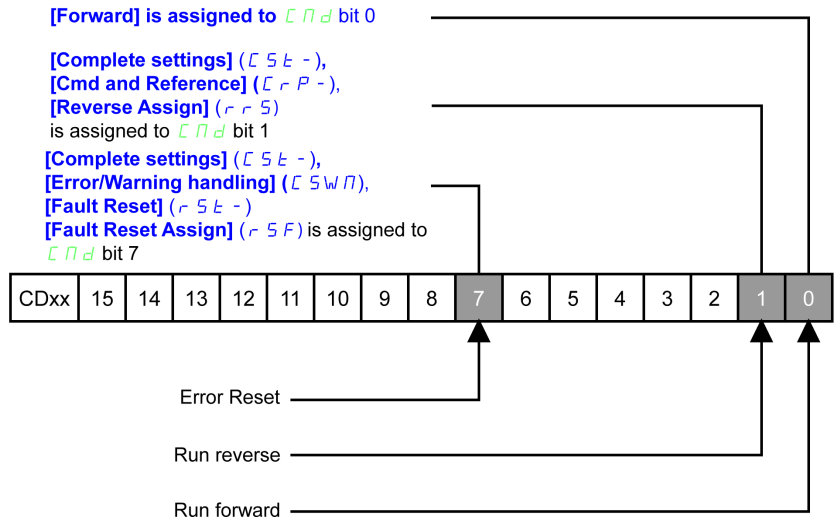 [Forward] is assigned to CMd bit 0
[Complete settings] (CSt-),
[Cmd and Reference] (CrP-),
[Reverse Assign] (rrS)
is assigned to CMd bit 1
[Complete settings] (CSt-),
[Error/Warning handling] (CSWM),
[Fault Reset] (rSt-)
[Fault Reset Assign] (rSF) is assigned to
CMd bit 7
CDxx 15 14 13 12 11 10 9 8 7 6 5 4 3 2 1 0
Error Reset
Run reverse
Run forward